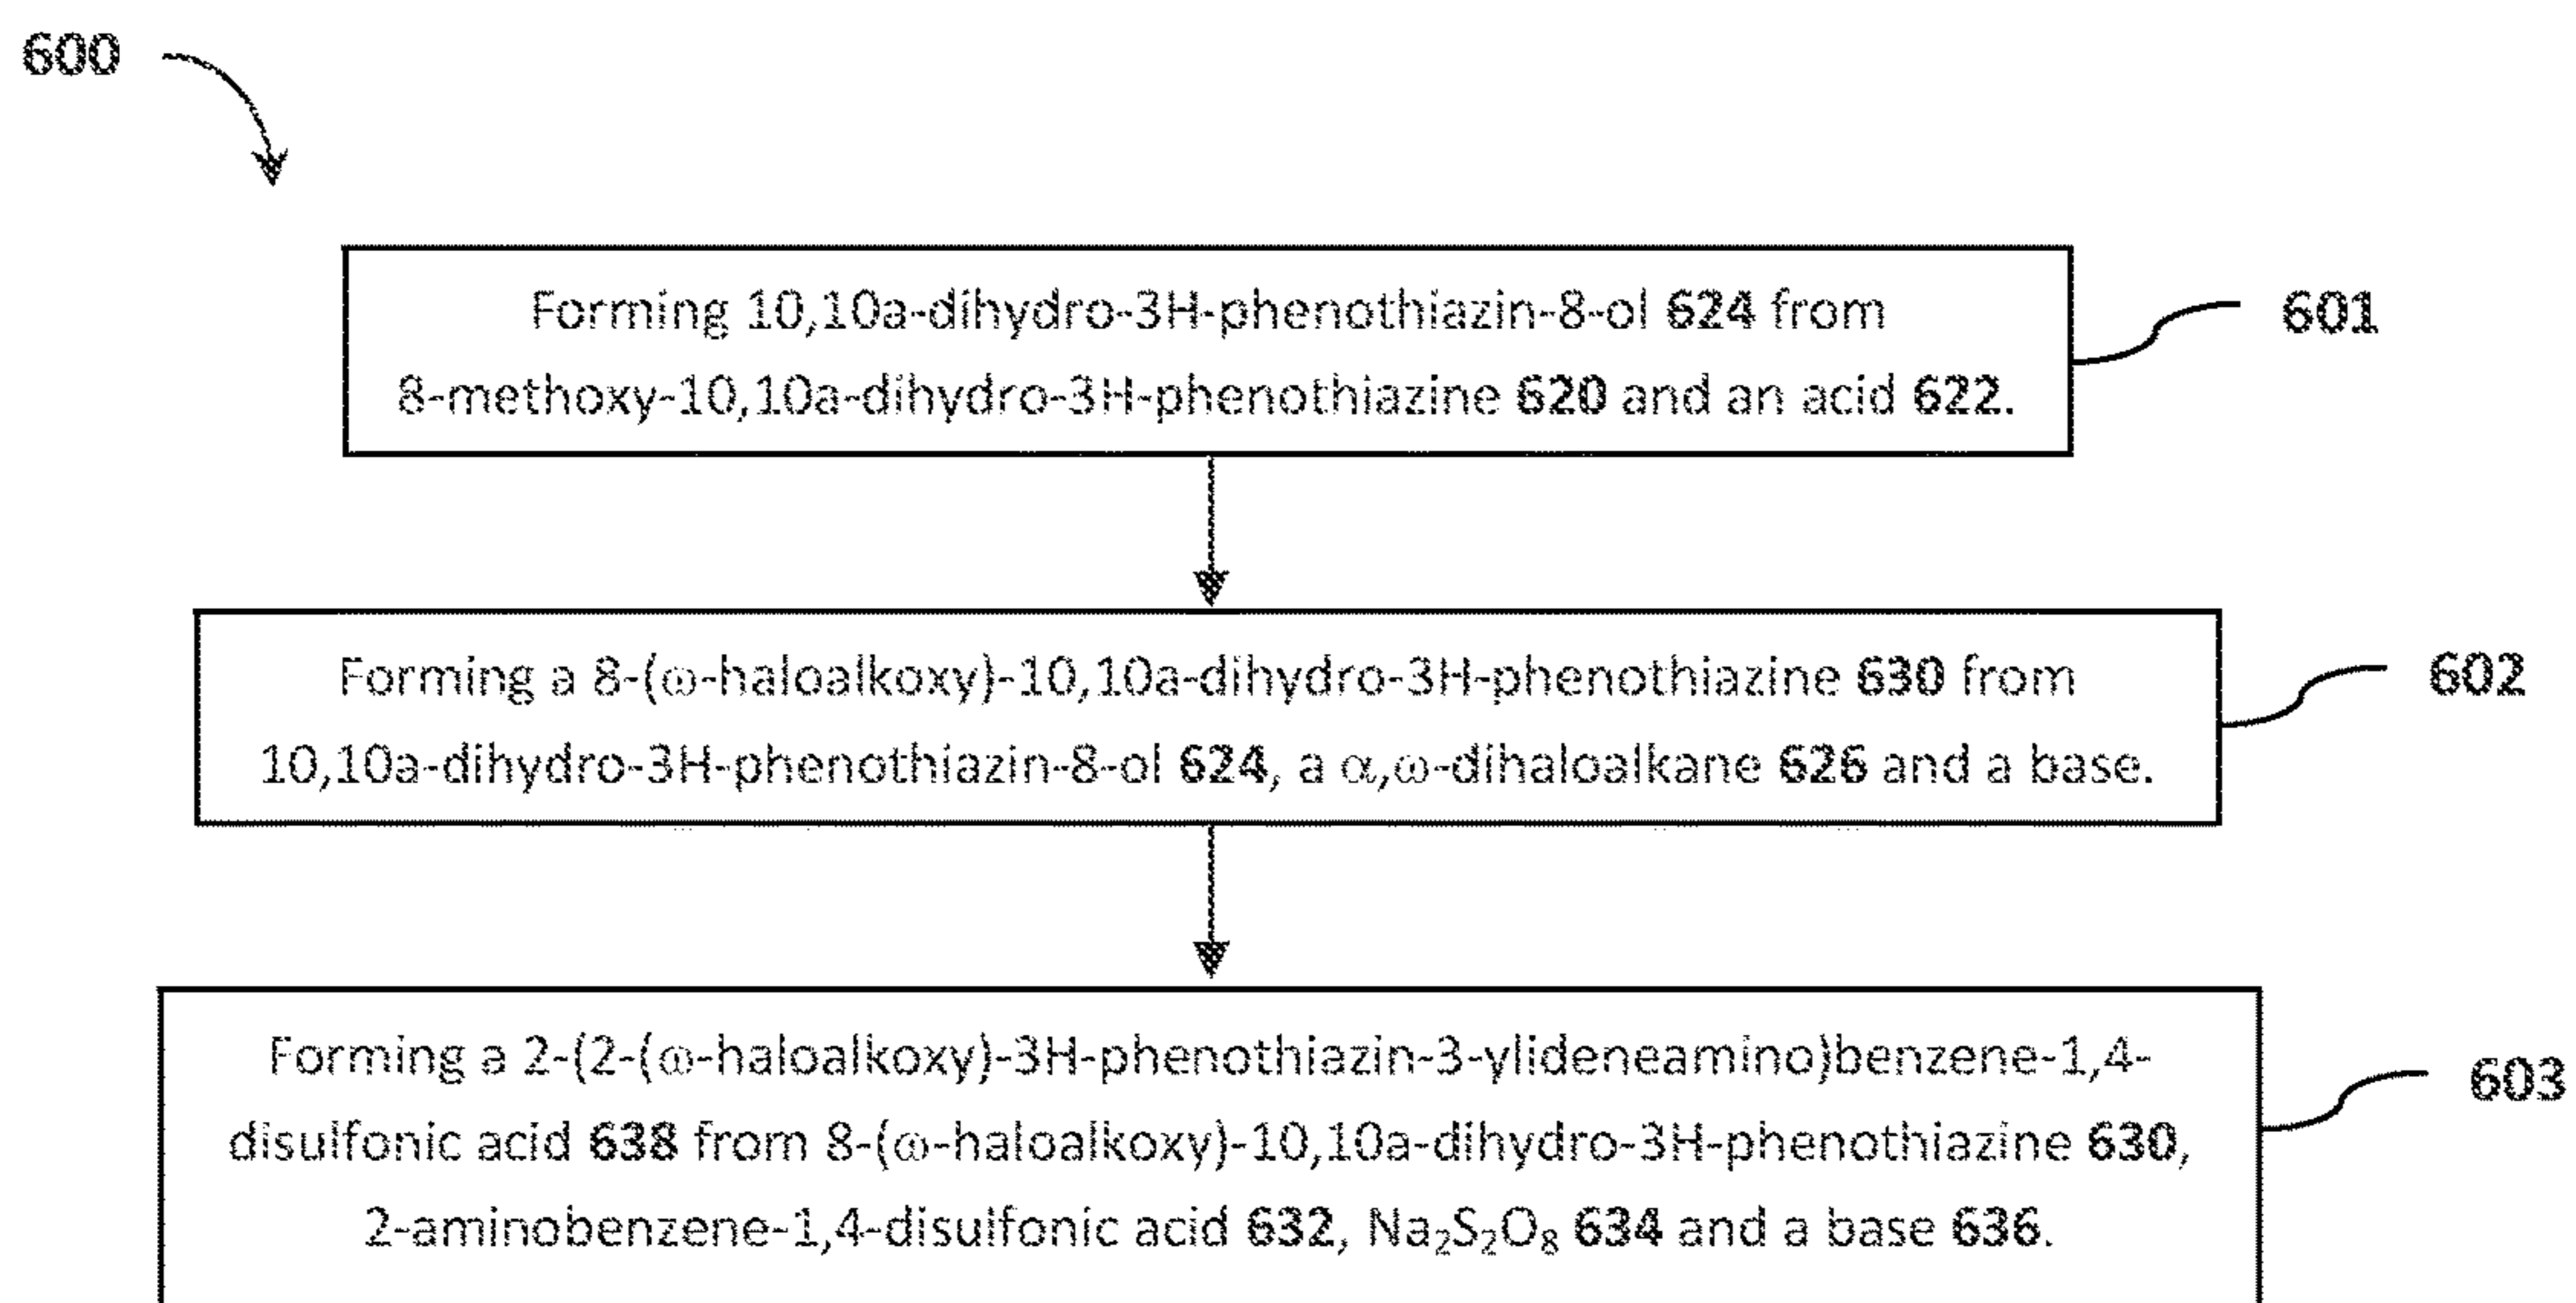 600
Forming 10,10a-dihydro-3H-phenothiazin-8-ol 624 from
8-methoxy-10,10a-dihydro-3H-phenothiazine 620 and an acid 622.
601
Forming a 8-(ω-haloalkoxy)-10,10a-dihydro-3H-phenothiazine 630 from
10,10a-dihydro-3H-phenothiazin-8-ol 624, a α,ω-dihaloalkane 626 and a base.
602
Forming a 2-(2-(ω-haloalkoxy)-3H-phenothiazin-3-ylideneamino)benzene-1,4-
disulfonic acid 638 from 8-(ω-haloalkoxy)-10,10a-dihydro-3H-phenothiazine 630,
2-aminobenzene-1,4-disulfonic acid 632, Na₂S₂O₈ 634 and a base 636.
603